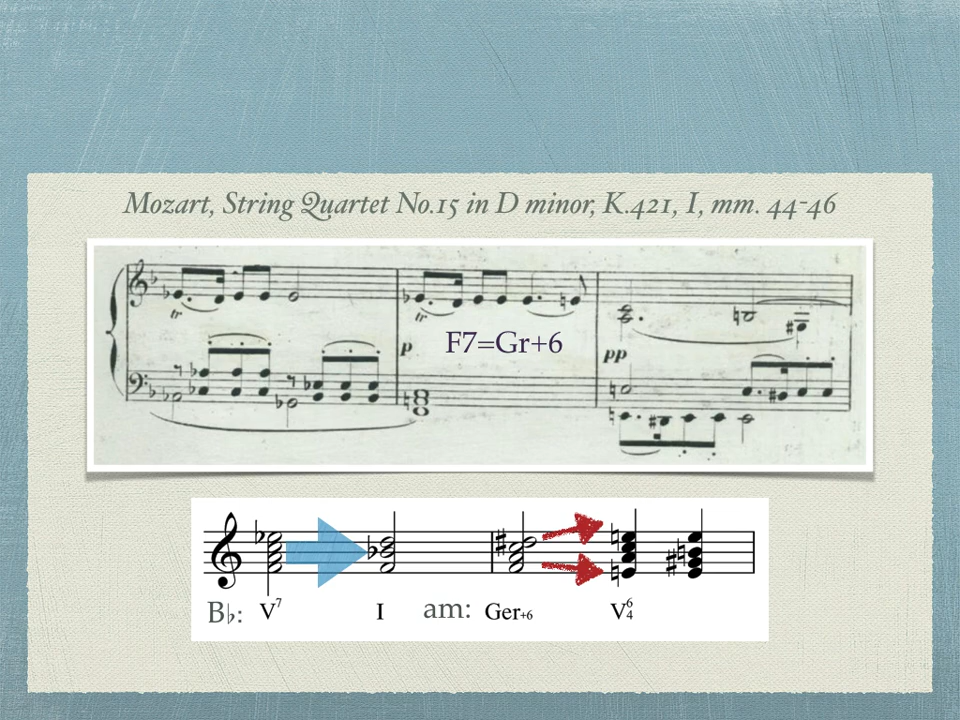 Mozart, String Quartet No.15 in D minor, K.421, I, mm. 44-46
tr
tr
p
F7=Gr+6
pp
B♭: V7 I am: Ger+6 V6 4